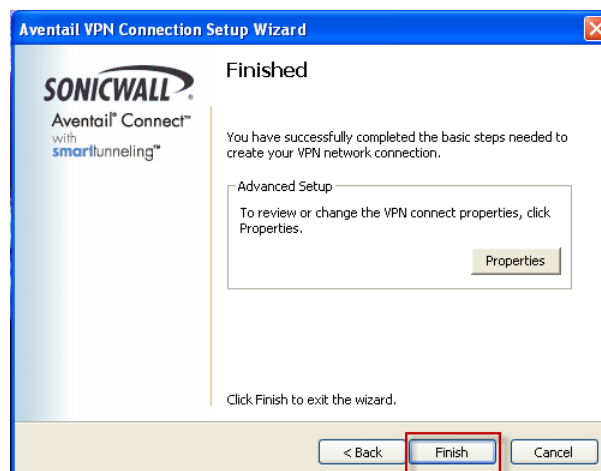 Aventail VPN Connection Setup Wizard
SONICWALL
Aventail® Connect™
with
smarttunneling™
Finished
You have successfully completed the basic steps needed to
create your VPN network connection.
Advanced Setup
To review or change the VPN connect properties, click
Properties.
Properties
Click Finish to exit the wizard.
< Back
Finish
Cancel